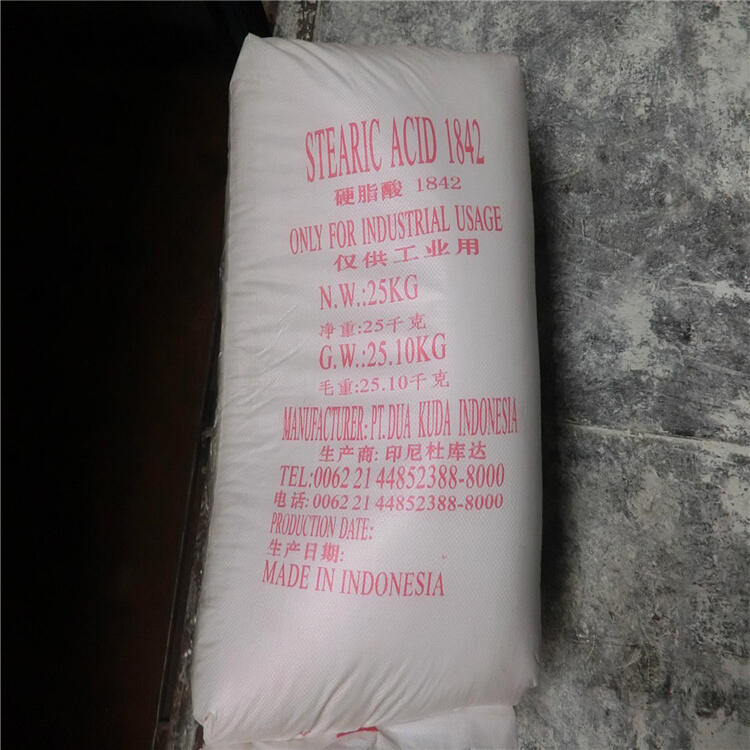 STEARIC ACID 1842
硬脂酸 1842
ONLY FOR INDUSTRIAL USAGE
仅供工业用
N.W.:25KG
净重:25千克
G.W.:25.10KG
毛重:25.10千克
MANUFACTURER: PT.DUA KUDA INDONESIA
生产商: 印尼杜库达
TEL:0062 21 44852388-8000
电话: 0062 21 44852388-8000
PRODUCTION DATE:
生产日期:
MADE IN INDONESIA